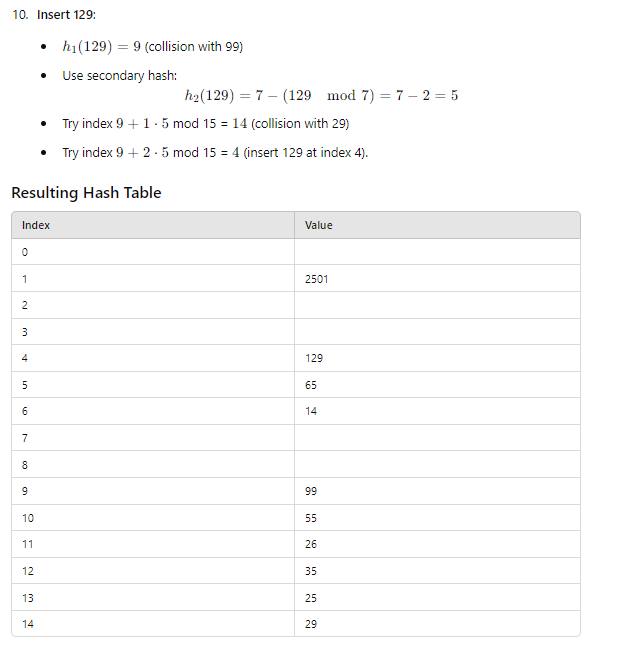 10. Insert 129:
• h₁(129) = 9 (collision with 99)
• Use secondary hash:
h₂(129) = 7 − (129 mod 7) = 7 − 2 = 5
• Try index 9 + 1 · 5 mod 15 = 14 (collision with 29)
• Try index 9 + 2 · 5 mod 15 = 4 (insert 129 at index 4).
Resulting Hash Table
Index Value
0
1 2501
2
3
4 129
5 65
6 14
7
8
9 99
10 55
11 26
12 35
13 25
14 29